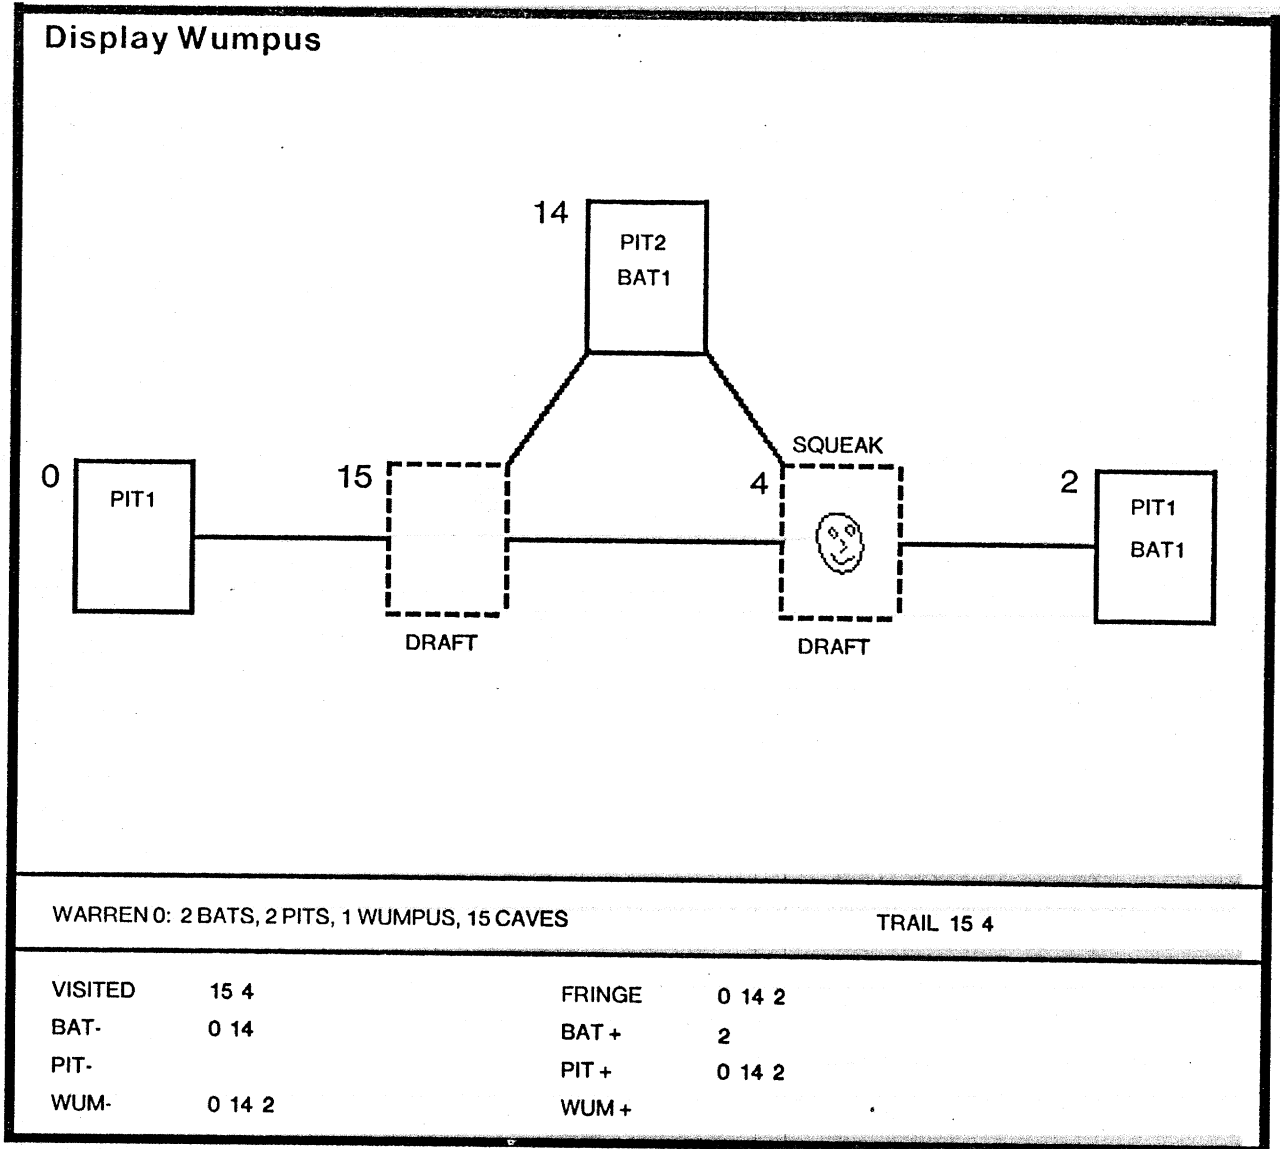 Display Wumpus
14
PIT2
BAT1
SQUEAK
0
PIT1
15
4
2
PIT1
BAT1
DRAFT
DRAFT
WARREN 0: 2 BATS, 2 PITS, 1 WUMPUS, 15 CAVES
TRAIL 15 4
VISITED 15 4
FRINGE 0 14 2
BAT- 0 14
BAT + 2
PIT-
PIT + 0 14 2
WUM- 0 14 2
WUM +